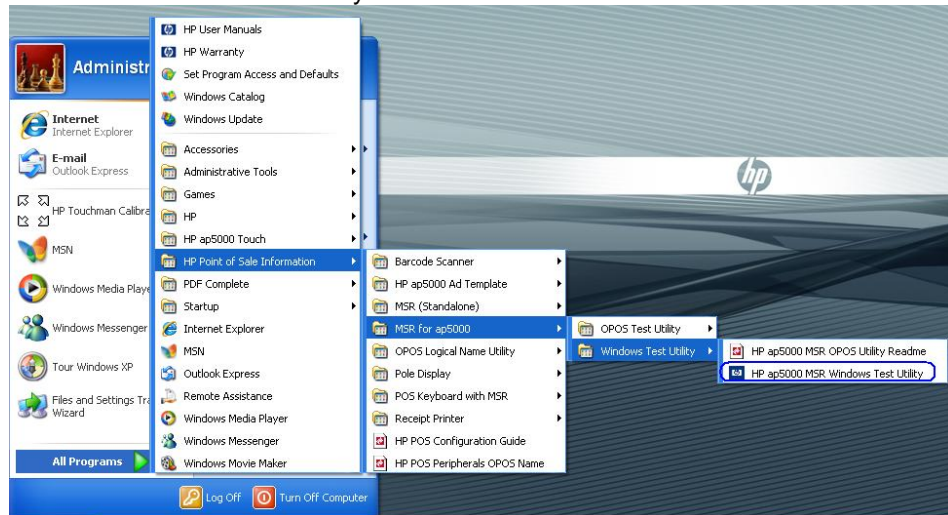 HP User Manuals
HP Warranty
Set Program Access and Defaults
Windows Catalog
Windows Update
Accessories
Administrative Tools
Games
HP
HP ap5000 Touch
HP Point of Sale Information
PDF Complete
Startup
Internet Explorer
MSN
Outlook Express
Remote Assistance
Windows Media Player
Windows Messenger
Windows Movie Maker
Administr
Internet
Internet Explorer
E-mail
Outlook Express
HP Touchman Calibra
MSN
Windows Media Playe
Windows Messenger
Tour Windows XP
Files and Settings Tra
Wizard
All Programs
Log Off
Turn Off Computer
Barcode Scanner
HP ap5000 Ad Template
MSR (Standalone)
MSR for ap5000
OPOS Logical Name Utility
Pole Display
POS Keyboard with MSR
Receipt Printer
HP POS Configuration Guide
HP POS Peripherals OPOS Name
OPOS Test Utility
Windows Test Utility
HP ap5000 MSR OPOS Utility Readme
HP ap5000 MSR Windows Test Utility
hp